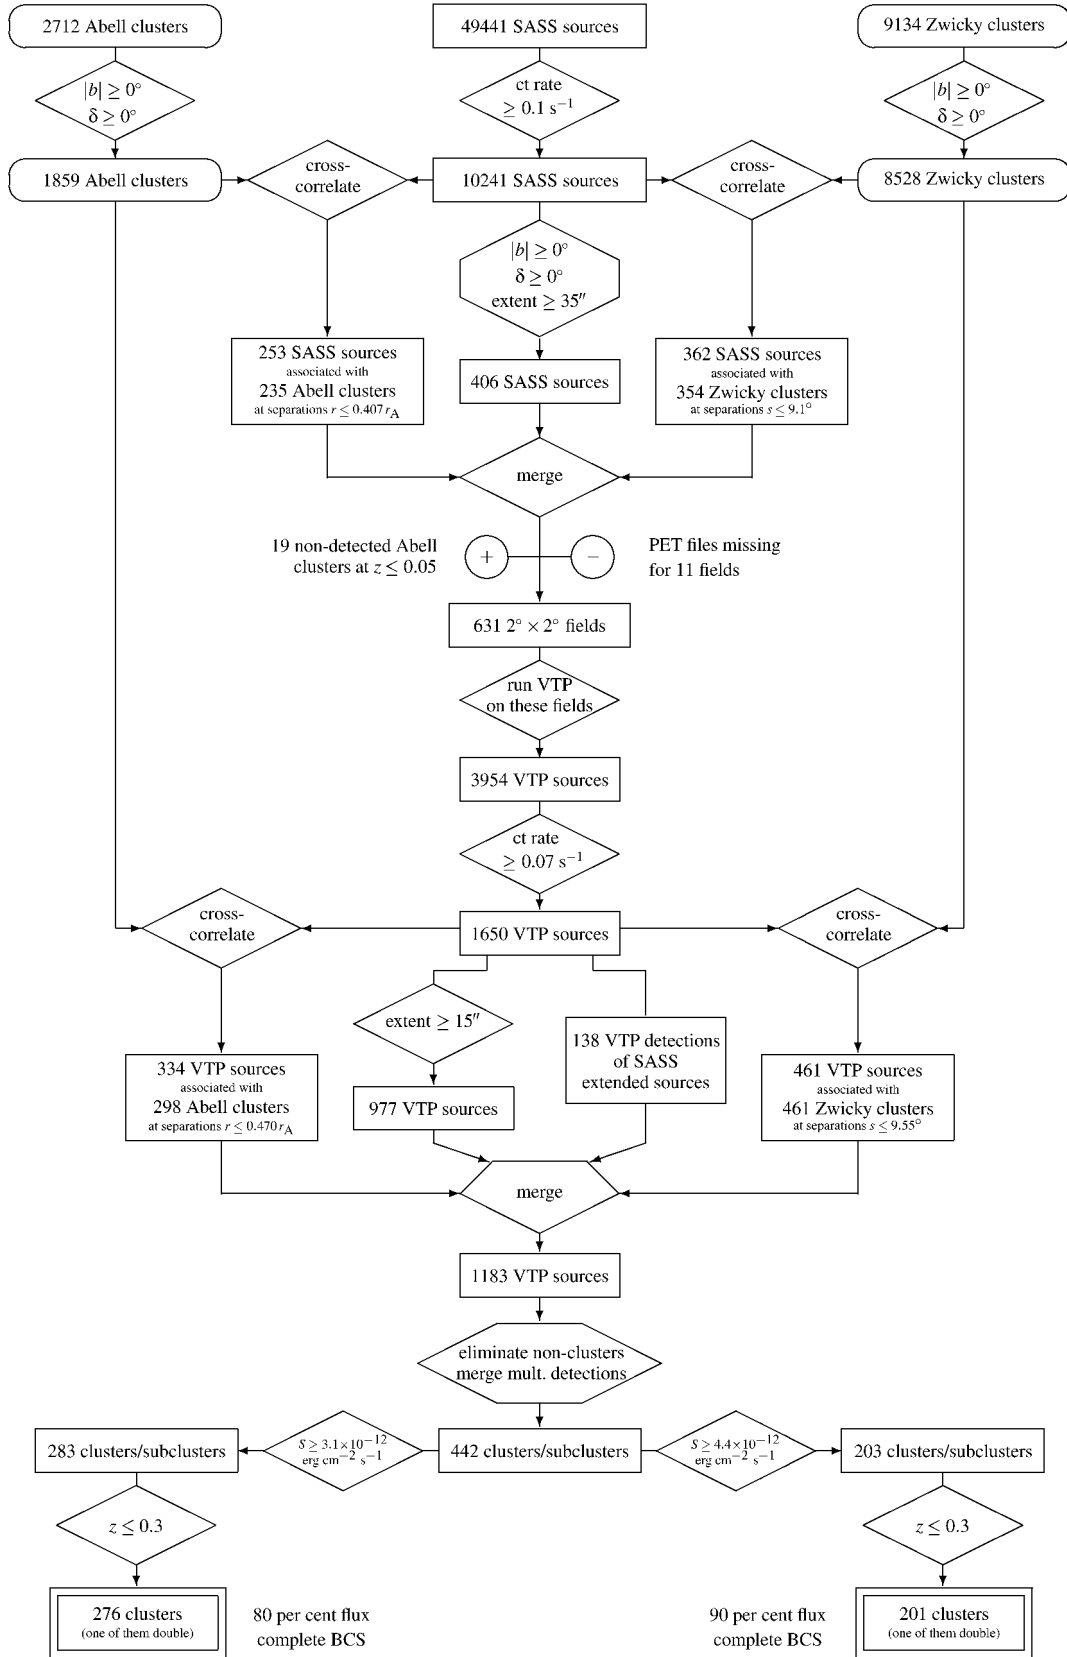 2712 Abell clusters
49441 SASS sources
9134 Zwicky clusters
|b| ≥ 0°
δ ≥ 0°
ct rate
≥ 0.1 s⁻¹
|b| ≥ 0°
δ ≥ 0°
1859 Abell clusters
cross-
correlate
10241 SASS sources
cross-
correlate
8528 Zwicky clusters
|b| ≥ 0°
δ ≥ 0°
extent ≥ 35″
253 SASS sources
associated with
235 Abell clusters
at separations r ≤ 0.407 r_A
406 SASS sources
362 SASS sources
associated with
354 Zwicky clusters
at separations s ≤ 9.1°
merge
19 non-detected Abell
clusters at z ≤ 0.05
+
−
PET files missing
for 11 fields
631 2° × 2° fields
run VTP
on these fields
3954 VTP sources
ct rate
≥ 0.07 s⁻¹
cross-
correlate
1650 VTP sources
cross-
correlate
extent ≥ 15″
138 VTP detections
of SASS
extended sources
334 VTP sources
associated with
298 Abell clusters
at separations r ≤ 0.470 r_A
977 VTP sources
461 VTP sources
associated with
461 Zwicky clusters
at separations s ≤ 9.55°
merge
1183 VTP sources
eliminate non-clusters
merge mult. detections
283 clusters/subclusters
S ≥ 3.1×10⁻¹²
erg cm⁻² s⁻¹
442 clusters/subclusters
S ≥ 4.4×10⁻¹²
erg cm⁻² s⁻¹
203 clusters/subclusters
z ≤ 0.3
z ≤ 0.3
276 clusters
(one of them double)
80 per cent flux
complete BCS
90 per cent flux
complete BCS
201 clusters
(one of them double)